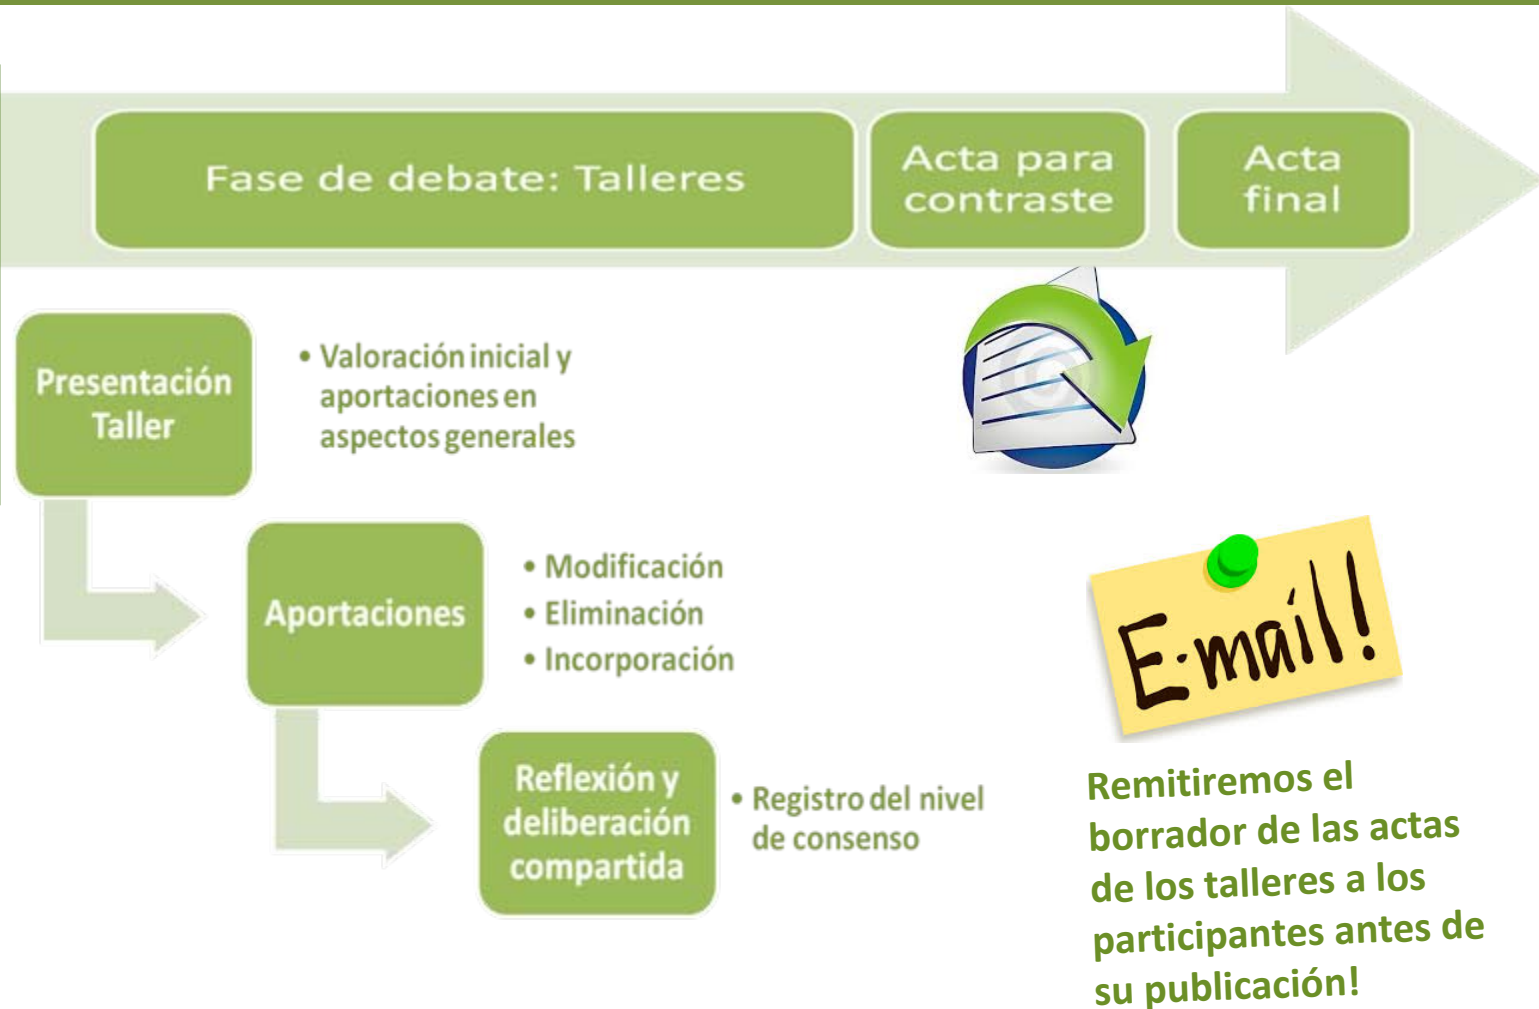 Fase de debate: Talleres
Acta para
contraste
Acta
final
Presentación
Taller
• Valoración inicial y
aportaciones en
aspectos generales
Aportaciones
• Modificación
• Eliminación
• Incorporación
Reflexión y
deliberación
compartida
• Registro del nivel
de consenso
E-mail!
Remitiremos el
borrador de las actas
de los talleres a los
participantes antes de
su publicación!